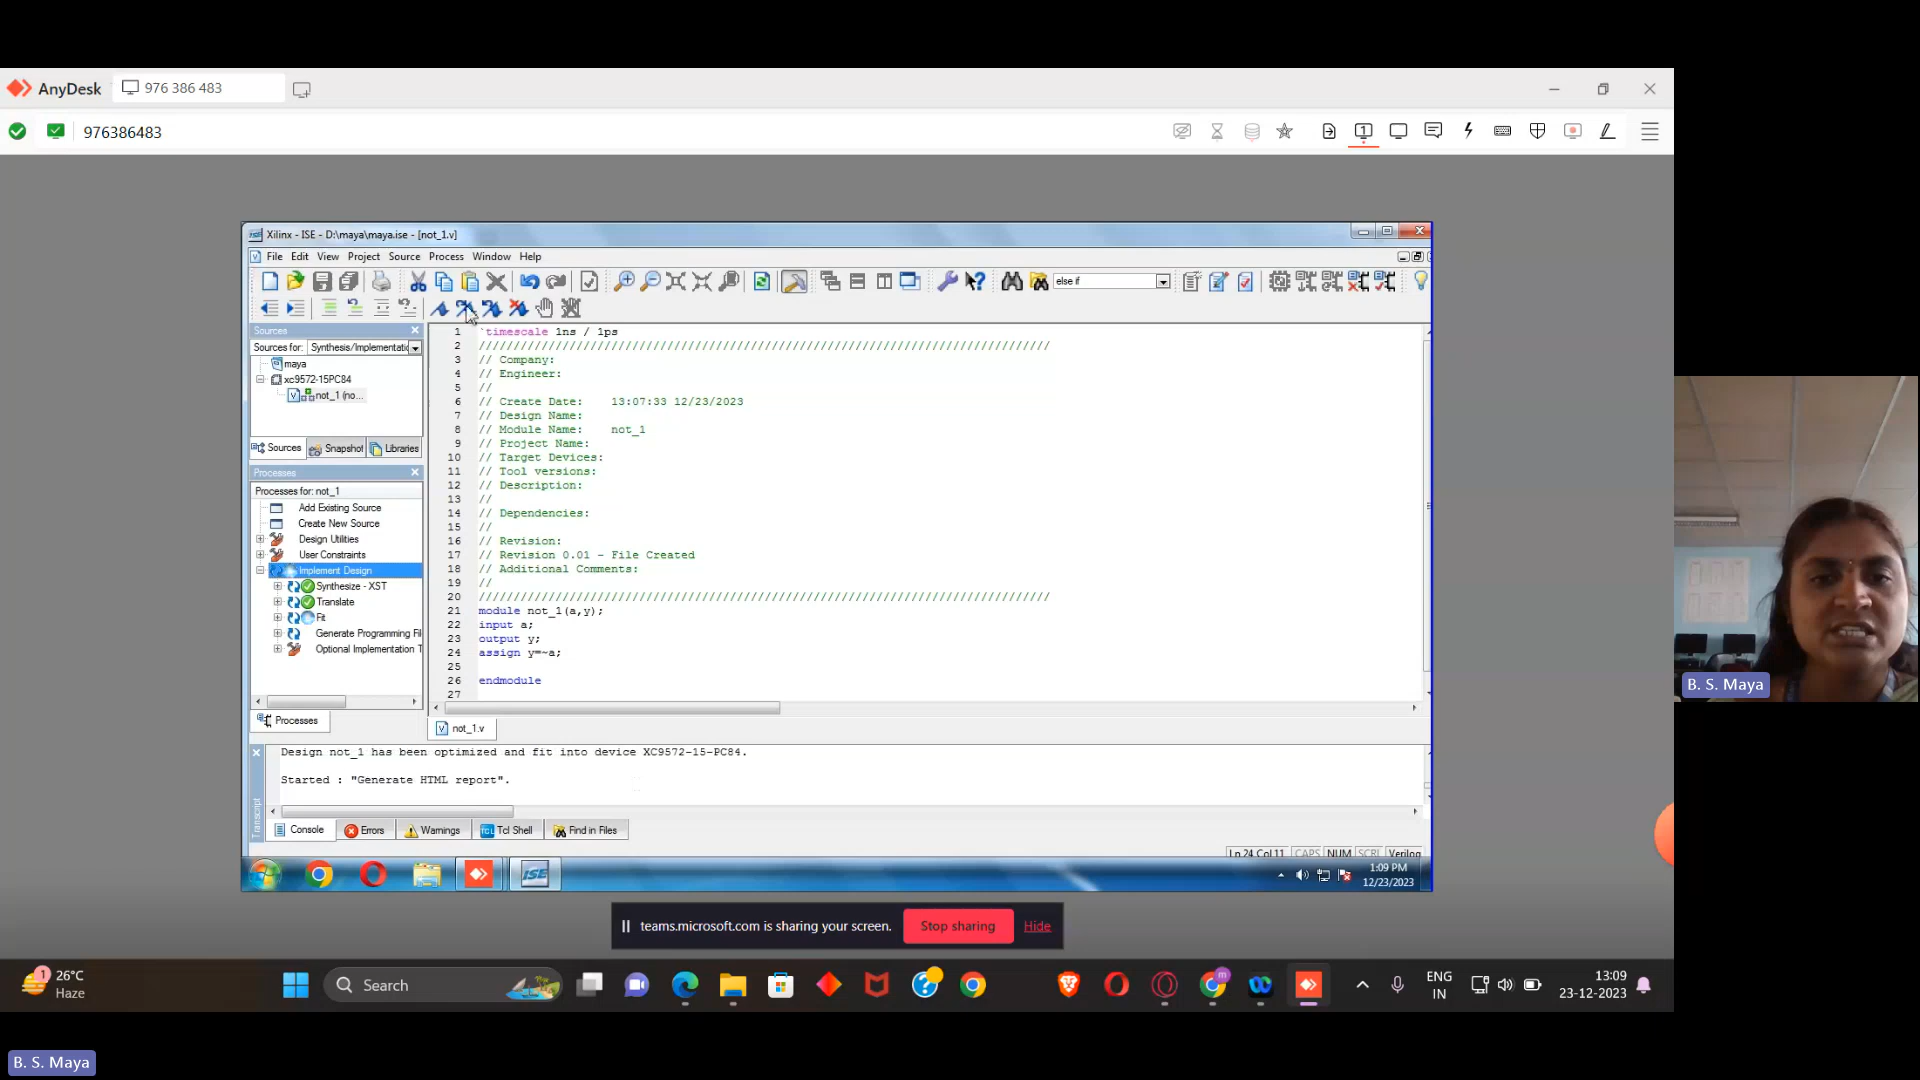 AnyDesk
976 386 483
976386483
Xilinx - ISE - D:\maya\maya.ise - [not_1.v]
File Edit View Project Source Process Window Help
else if
Sources
Sources for: Synthesis/Implementatic
maya
xc9572-15PC84
not_1 (no...
Sources Snapshot Libraries
Processes
Processes for: not_1
Add Existing Source
Create New Source
Design Utilities
User Constraints
Implement Design
Synthesize - XST
Translate
Fit
Generate Programming Fil
Optional Implementation T
Processes
1 `timescale 1ns / 1ps
2 //////////////////////////////////////////////////////////////////////////////////
3 // Company:
4 // Engineer:
5 //
6 // Create Date: 13:07:33 12/23/2023
7 // Design Name:
8 // Module Name: not_1
9 // Project Name:
10 // Target Devices:
11 // Tool versions:
12 // Description:
13 //
14 // Dependencies:
15 //
16 // Revision:
17 // Revision 0.01 - File Created
18 // Additional Comments:
19 //
20 //////////////////////////////////////////////////////////////////////////////////
21 module not_1(a,y);
22 input a;
23 output y;
24 assign y=~a;
25
26 endmodule
27
not_1.v
Design not_1 has been optimized and fit into device XC9572-15-PC84.
Started : "Generate HTML report".
Transcript
Console Errors Warnings Tcl Shell Find in Files
Ln 24 Col 11 CAPS NUM SCRL Verilog
1:09 PM
12/23/2023
teams.microsoft.com is sharing your screen. Stop sharing Hide
1
26°C
Haze
Search
ENG
IN
13:09
23-12-2023
B. S. Maya
B. S. Maya